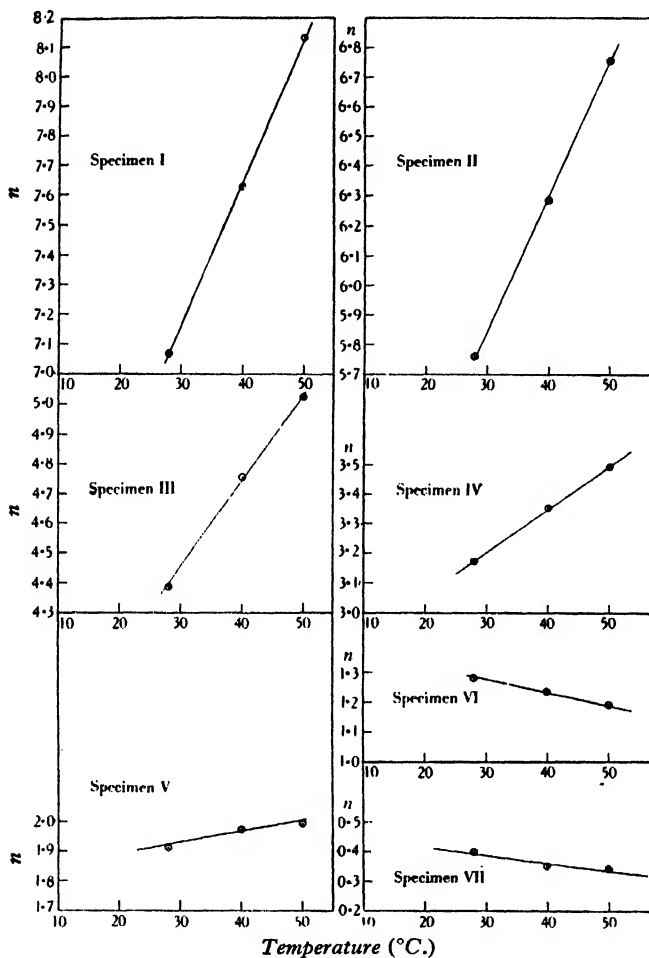 8·2
8·1
8·0
7·9
7·8
7·7
7·6
7·5
7·4
7·3
7·2
7·1
7·0
n
Specimen I
10 20 30 40 50
n
6·8
6·7
6·6
6·5
6·4
6·3
6·2
6·1
6·0
5·9
5·8
5·7
Specimen II
10 20 30 40 50
5·0
4·9
4·8
4·7
4·6
4·5
4·4
4·3
n
Specimen III
10 20 30 40 50
n
3·5
3·4
3·3
3·2
3·1
3·0
Specimen IV
10 20 30 40 50
n
1·3
1·2
1·1
1·0
Specimen VI
10 20 30 40 50
2·0
1·9
1·8
1·7
n
Specimen V
10 20 30 40 50
n
0·5
0·4
0·3
0·2
Specimen VII
10 20 30 40 50
Temperature (°C.)